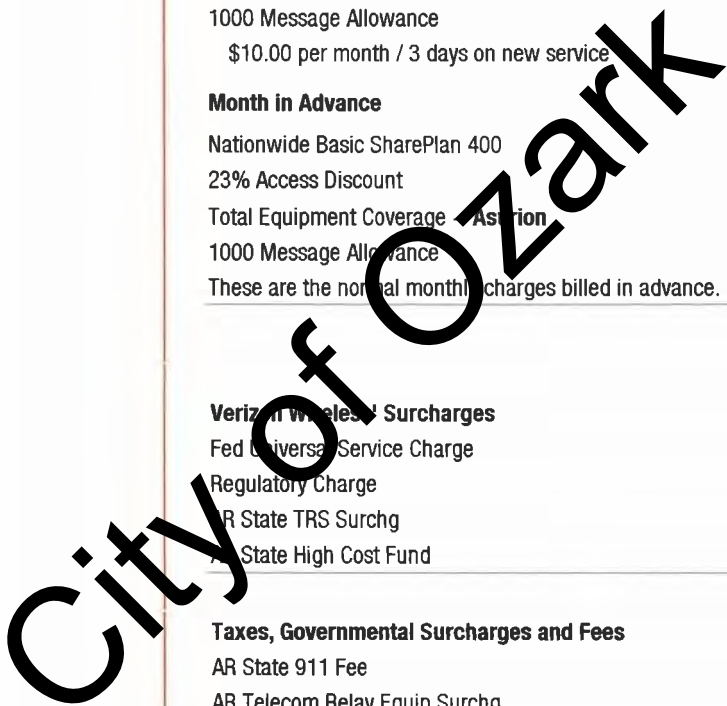 1000 Message Allowance
$10.00 per month / 3 days on new service
Month in Advance
Nationwide Basic SharePlan 400
23% Access Discount
Total Equipment Coverage - Asurion
1000 Message Allowance
These are the normal monthly charges billed in advance.
Verizon Wireless' Surcharges
Fed Universal Service Charge
Regulatory Charge
AR State TRS Surchg
AR State High Cost Fund
Taxes, Governmental Surcharges and Fees
AR State 911 Fee
AR Telecom Relay Equip Surchg
City of Ozark